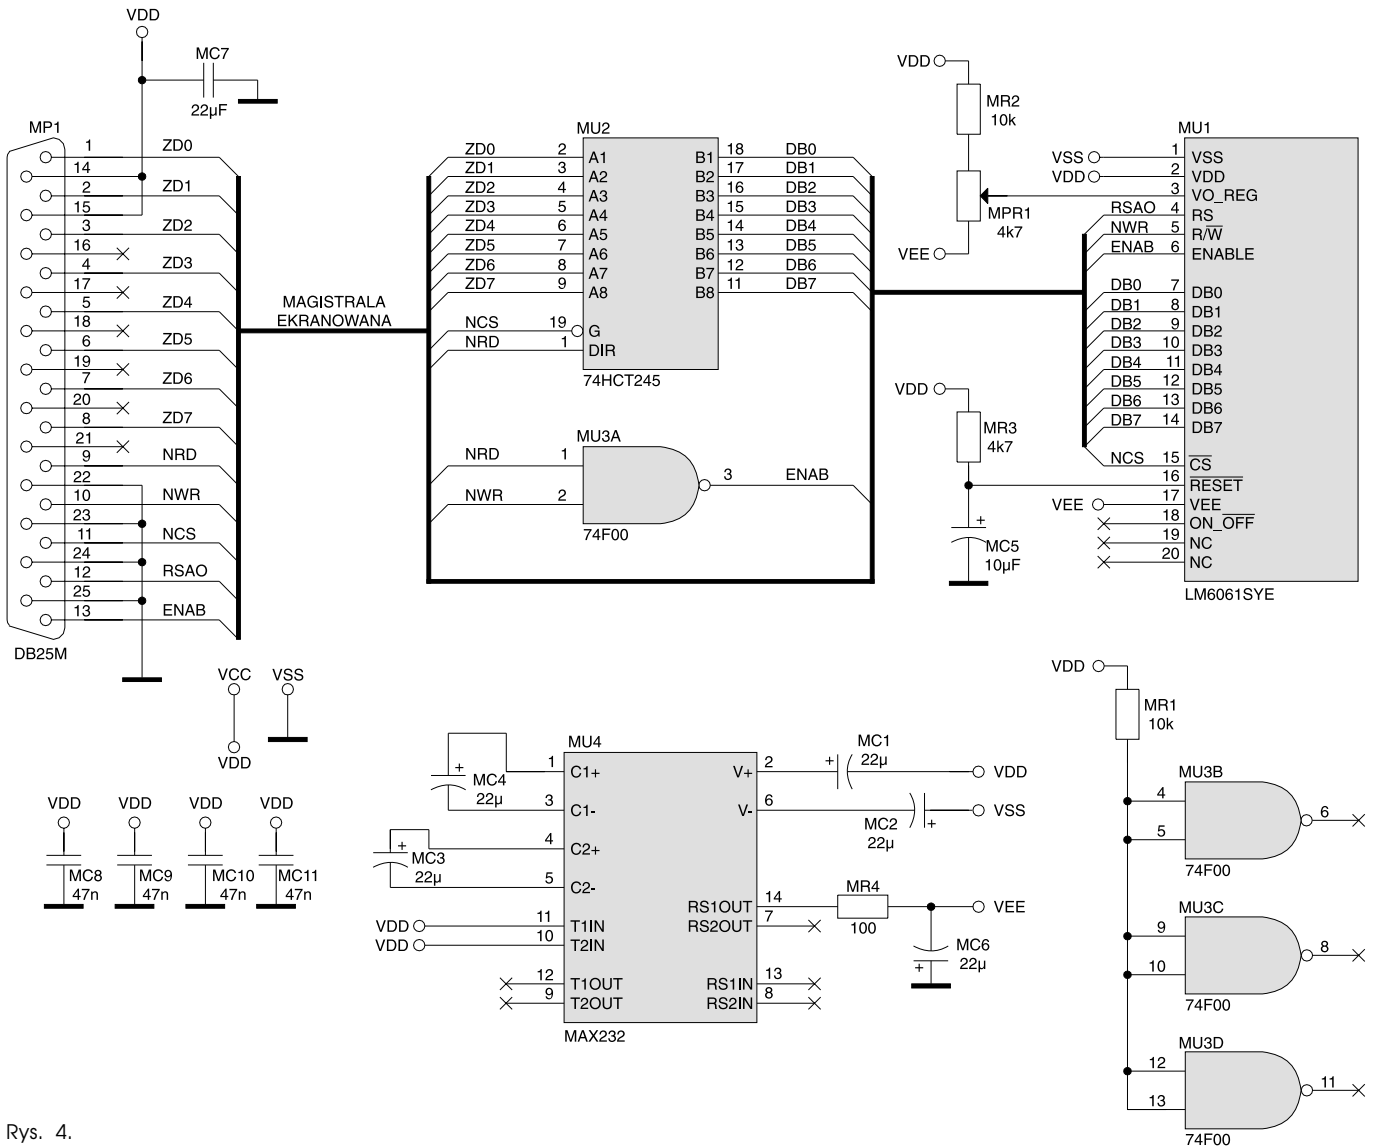 VDD
MC7
22µF
MP1
1
ZD0
14
2
ZD1
15
3
ZD2
16
4
ZD3
17
5
ZD4
18
6
ZD5
19
7
ZD6
20
8
ZD7
21
9
NRD
22
10
NWR
23
11
NCS
24
12
RSAO
25
13
ENAB
DB25M
MAGISTRALA
EKRANOWANA
MU2
ZD0 2 A1 B1 18 DB0
ZD1 3 A2 B2 17 DB1
ZD2 4 A3 B3 16 DB2
ZD3 5 A4 B4 15 DB3
ZD4 6 A5 B5 14 DB4
ZD5 7 A6 B6 13 DB5
ZD6 8 A7 B7 12 DB6
ZD7 9 A8 B8 11 DB7
NCS 19 G
NRD 1 DIR
74HCT245
MU3A
NRD 1
3 ENAB
NWR 2
74F00
VDD
MR2
10k
MPR1
4k7
VEE
VDD
MR3
4k7
MC5
+
10µF
MU1
VSS 1 VSS
VDD 2 VDD
3 VO_REG
RSAO 4 RS
NWR 5 R/W
ENAB 6 ENABLE
DB0 7 DB0
DB1 8 DB1
DB2 9 DB2
DB3 10 DB3
DB4 11 DB4
DB5 12 DB5
DB6 13 DB6
DB7 14 DB7
NCS 15 CS
16 RESET
VEE 17 VEE
18 ON_OFF
19 NC
20 NC
LM6061SYE
VCC
VDD
VSS
VDD
MC8
47n
VDD
MC9
47n
VDD
MC10
47n
VDD
MC11
47n
MU4
1 C1+
+
MC4
22µ
3 C1-
4 C2+
+
MC3
22µ
5 C2-
VDD 11 T1IN
VDD 10 T2IN
12 T1OUT
9 T2OUT
V+ 2
+
MC1
22µ
VDD
V- 6
MC2
22µ
+
VSS
RS1OUT 14
MR4
100
VEE
RS2OUT 7
MC6
22µ
+
RS1IN 13
RS2IN 8
MAX232
VDD
MR1
10k
MU3B
4
5
6
74F00
MU3C
9
10
8
74F00
MU3D
12
13
11
74F00
Rys. 4.